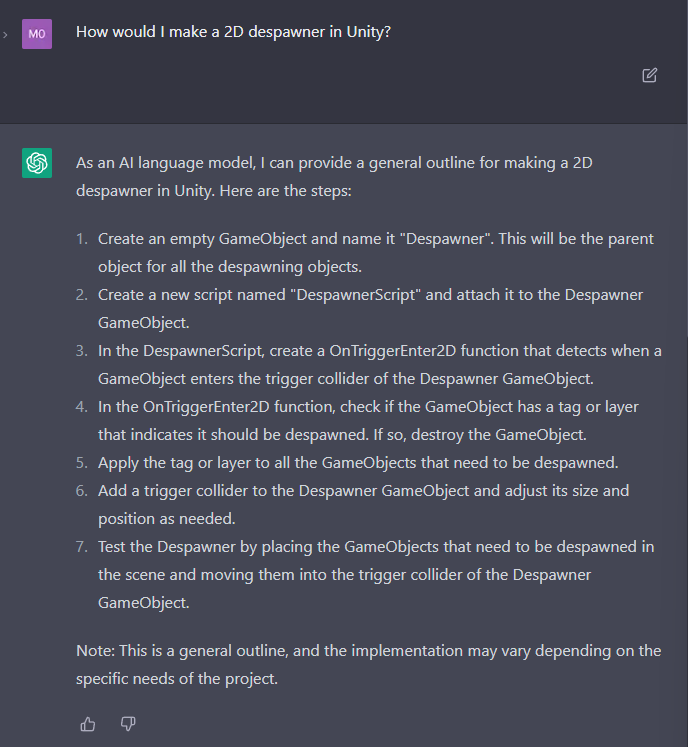 MO
How would I make a 2D despawner in Unity?
As an AI language model, I can provide a general outline for making a 2D
despawner in Unity. Here are the steps:
1. Create an empty GameObject and name it "Despawner". This will be the parent
object for all the despawning objects.
2. Create a new script named "DespawnerScript" and attach it to the Despawner
GameObject.
3. In the DespawnerScript, create a OnTriggerEnter2D function that detects when a
GameObject enters the trigger collider of the Despawner GameObject.
4. In the OnTriggerEnter2D function, check if the GameObject has a tag or layer
that indicates it should be despawned. If so, destroy the GameObject.
5. Apply the tag or layer to all the GameObjects that need to be despawned.
6. Add a trigger collider to the Despawner GameObject and adjust its size and
position as needed.
7. Test the Despawner by placing the GameObjects that need to be despawned in
the scene and moving them into the trigger collider of the Despawner
GameObject.
Note: This is a general outline, and the implementation may vary depending on the
specific needs of the project.